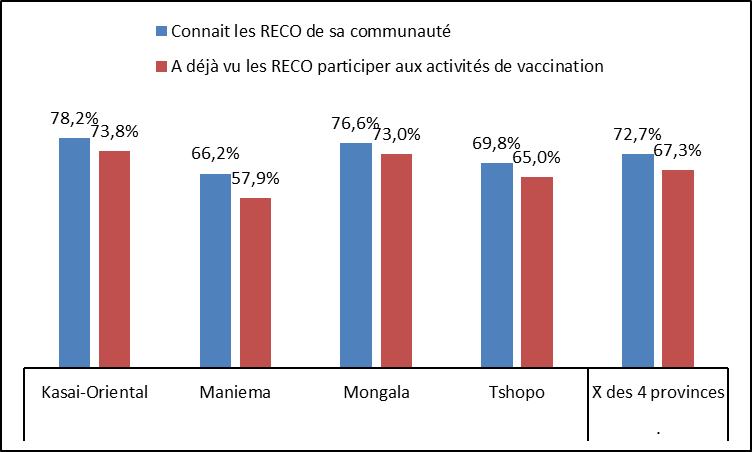 Connait les RECO de sa communauté
A déjà vu les RECO participer aux activités de vaccination
78,2%
73,8%
66,2%
57,9%
76,6%
73,0%
69,8%
65,0%
72,7%
67,3%
Kasai-Oriental
Maniema
Mongala
Tshopo
X̄ des 4 provinces
.